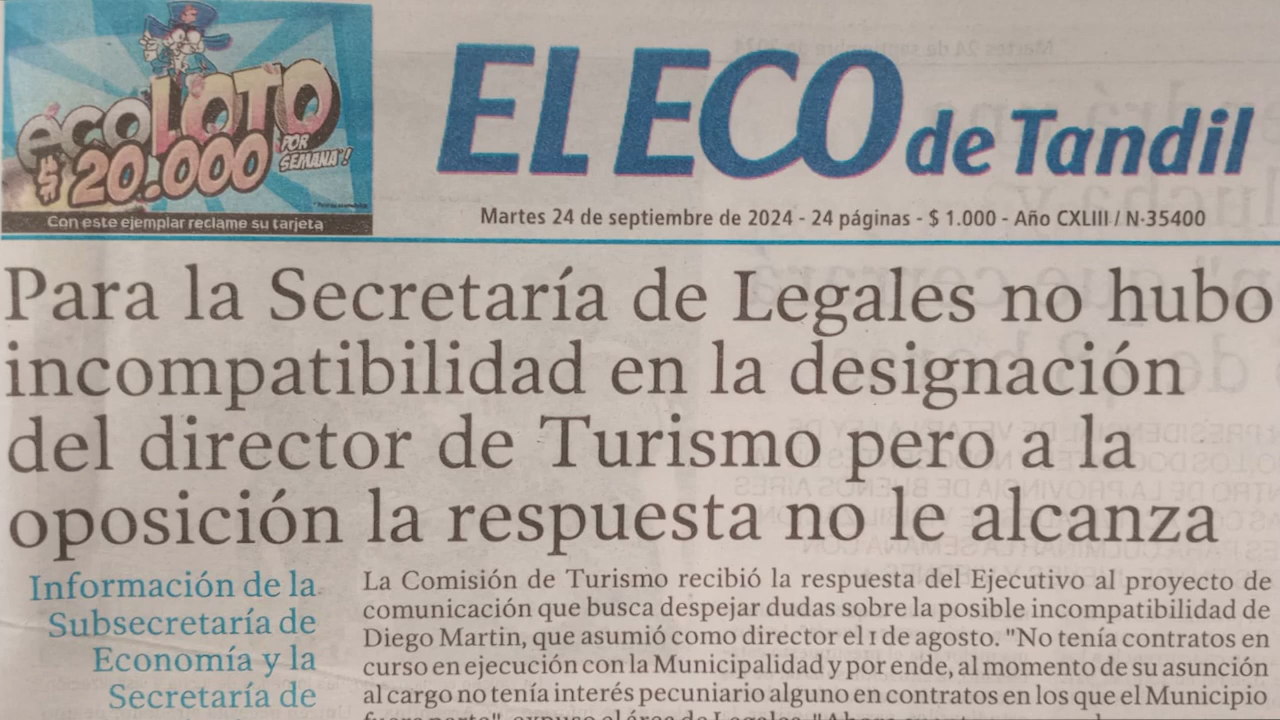 écoLOTO
$ 20.000
POR
SEMANA!
Con este ejemplar reclame su tarjeta
EL ECO de Tandil
Martes 24 de septiembre de 2024 - 24 páginas - $ 1.000 - Año CXLIII / N·35400
Para la Secretaría de Legales no hubo
incompatibilidad en la designación
del director de Turismo pero a la
oposición la respuesta no le alcanza
Información de la
Subsecretaría de
Economía y la
Secretaría de
La Comisión de Turismo recibió la respuesta del Ejecutivo al proyecto de
comunicación que busca despejar dudas sobre la posible incompatibilidad de
Diego Martin, que asumió como director el 1 de agosto. "No tenía contratos en
curso en ejecución con la Municipalidad y por ende, al momento de su asunción
al cargo no tenía interés pecuniario alguno en contratos en los que el Municipio